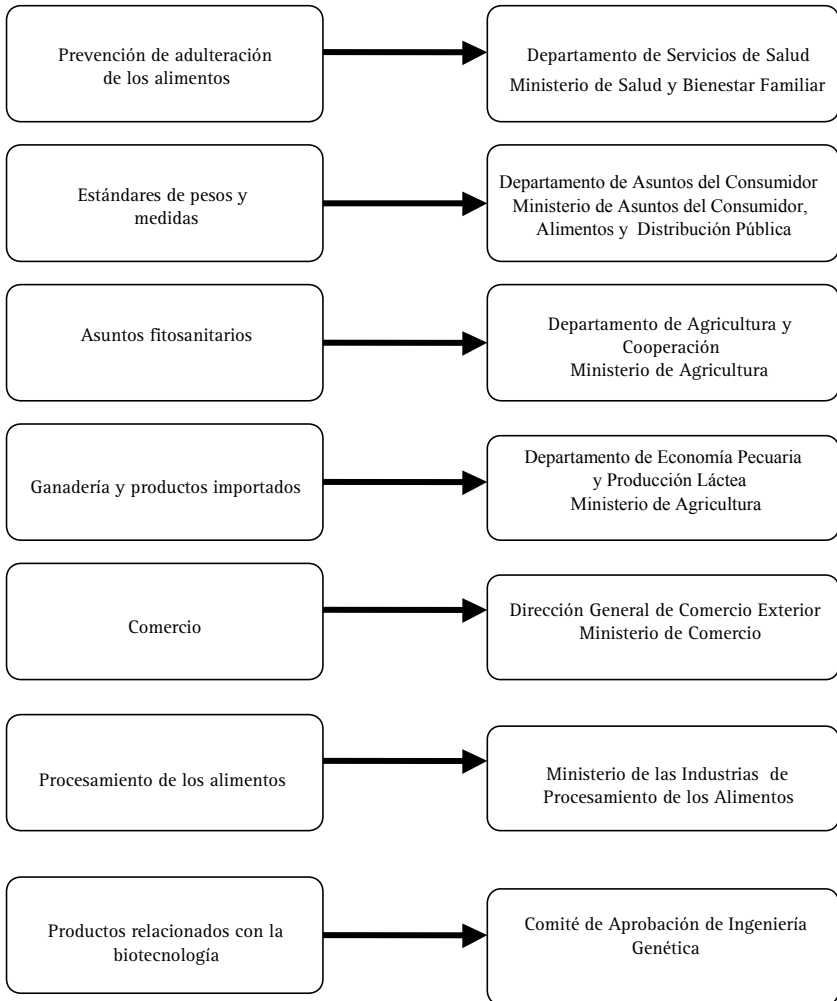 Prevención de adulteración
de los alimentos
Departamento de Servicios de Salud
Ministerio de Salud y Bienestar Familiar
Estándares de pesos y
medidas
Departamento de Asuntos del Consumidor
Ministerio de Asuntos del Consumidor,
Alimentos y Distribución Pública
Asuntos fitosanitarios
Departamento de Agricultura y
Cooperación
Ministerio de Agricultura
Ganadería y productos importados
Departamento de Economía Pecuaria
y Producción Láctea
Ministerio de Agricultura
Comercio
Dirección General de Comercio Exterior
Ministerio de Comercio
Procesamiento de los alimentos
Ministerio de las Industrias de
Procesamiento de los Alimentos
Productos relacionados con la
biotecnología
Comité de Aprobación de Ingeniería
Genética